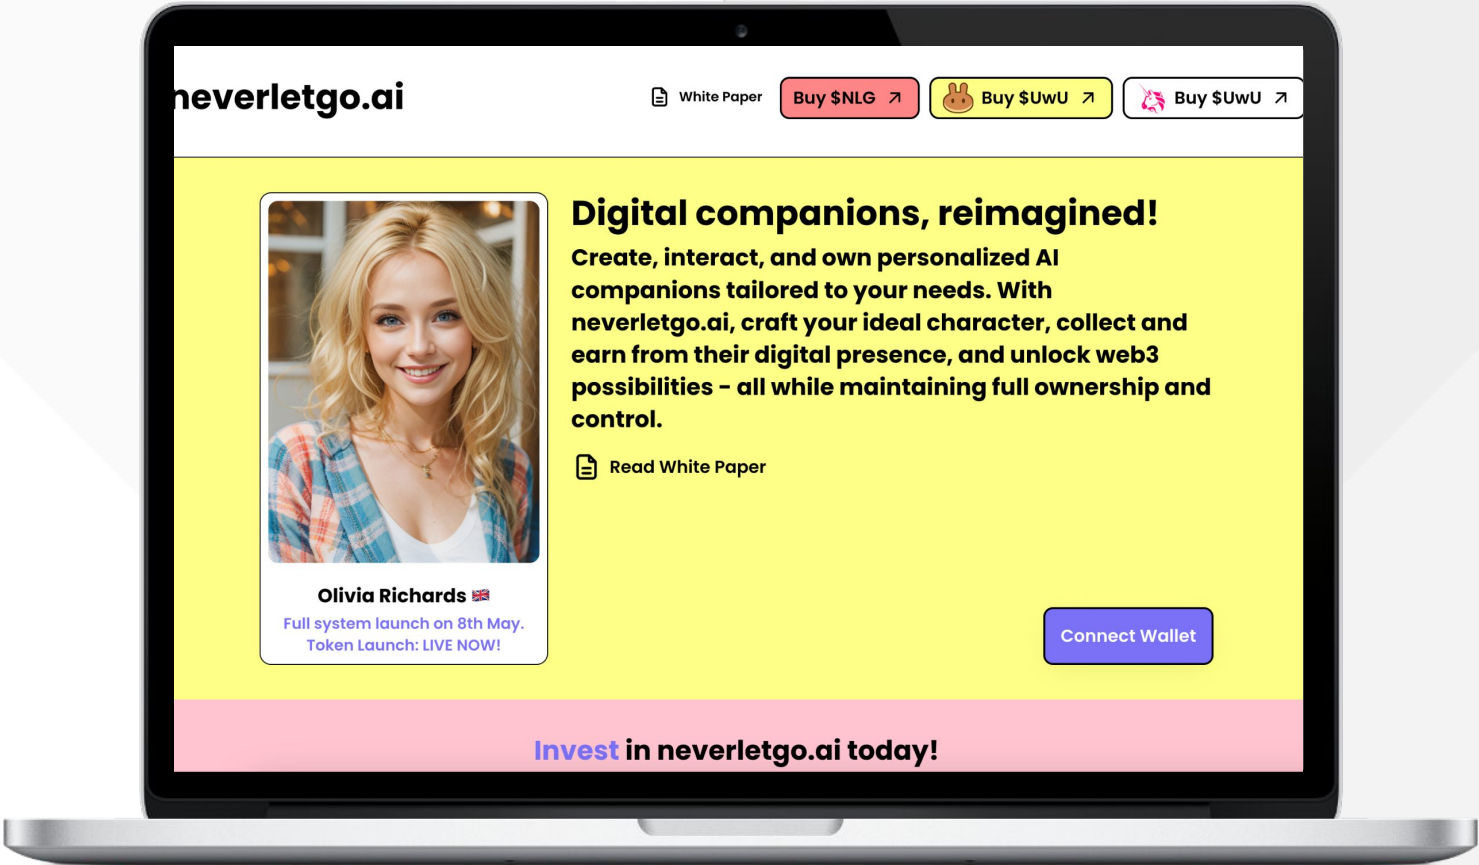 neverletgo.ai
White Paper
Buy $NLG
Buy $UwU
Buy $UwU
Digital companions, reimagined!
Create, interact, and own personalized AI
companions tailored to your needs. With
neverletgo.ai, craft your ideal character, collect and
earn from their digital presence, and unlock web3
possibilities - all while maintaining full ownership and
control.
Read White Paper
Olivia Richards
Full system launch on 8th May.
Token Launch: LIVE NOW!
Connect Wallet
Invest in neverletgo.ai today!